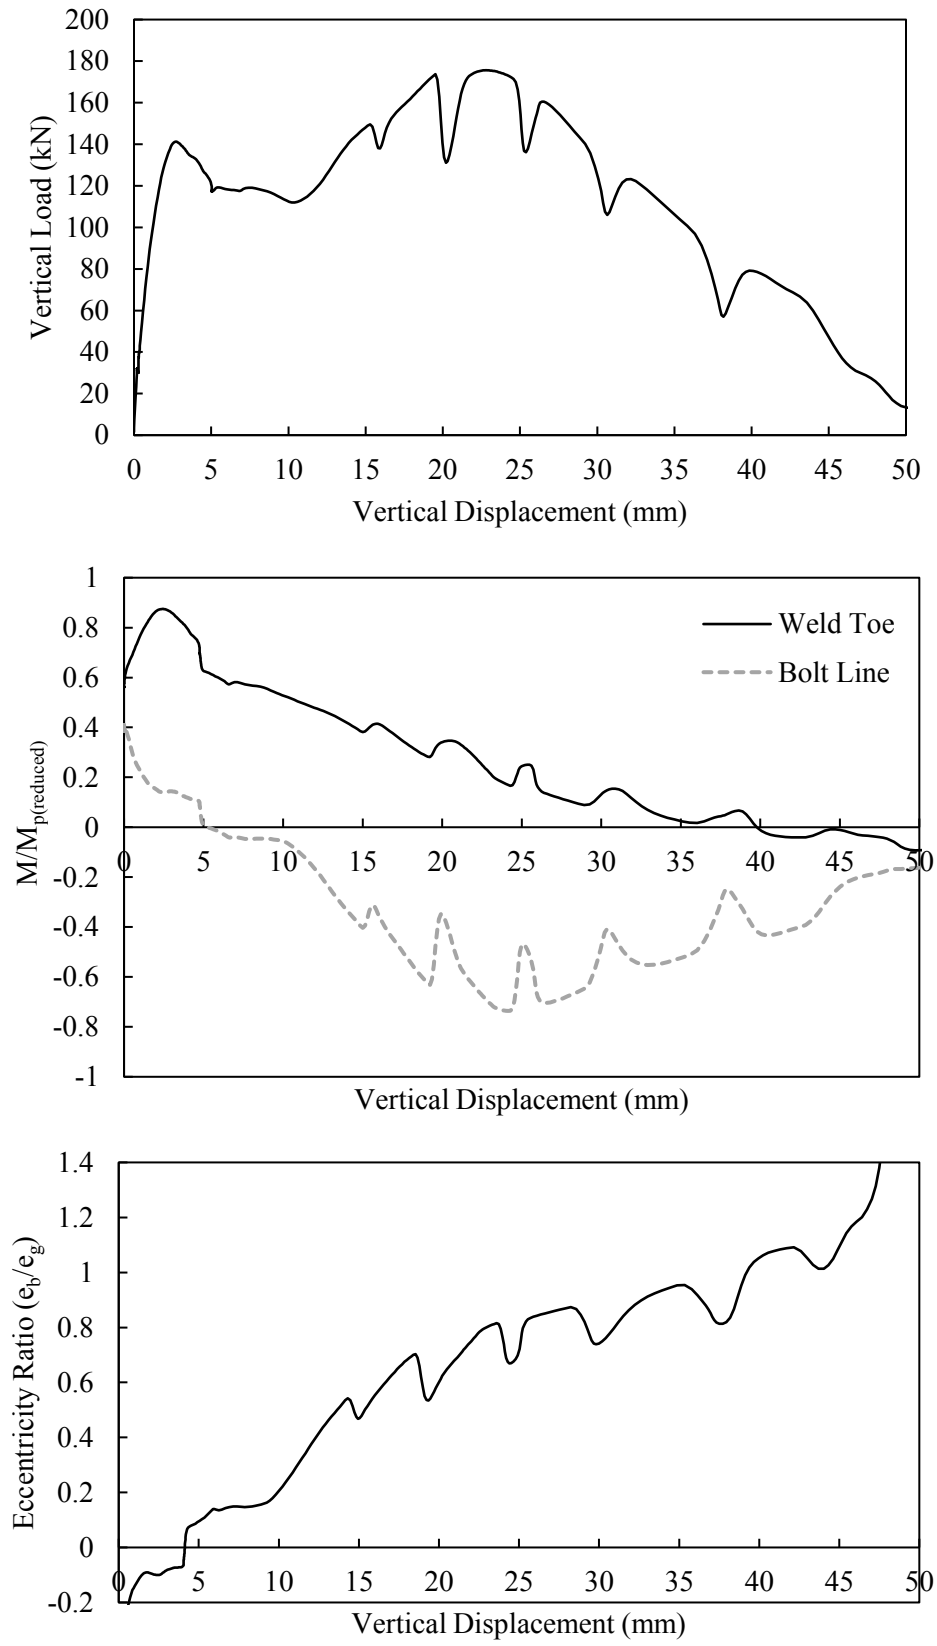 200
180
160
140
120
100
80
60
40
20
0
Vertical Load (kN)
0 5 10 15 20 25 30 35 40 45 50
Vertical Displacement (mm)
1
0.8
0.6
0.4
0.2
0
-0.2
-0.4
-0.6
-0.8
-1
M/Mp(reduced)
Weld Toe
Bolt Line
0 5 10 15 20 25 30 35 40 45 50
Vertical Displacement (mm)
1.4
1.2
1
0.8
0.6
0.4
0.2
0
-0.2
Eccentricity Ratio (eb/eg)
0 5 10 15 20 25 30 35 40 45 50
Vertical Displacement (mm)